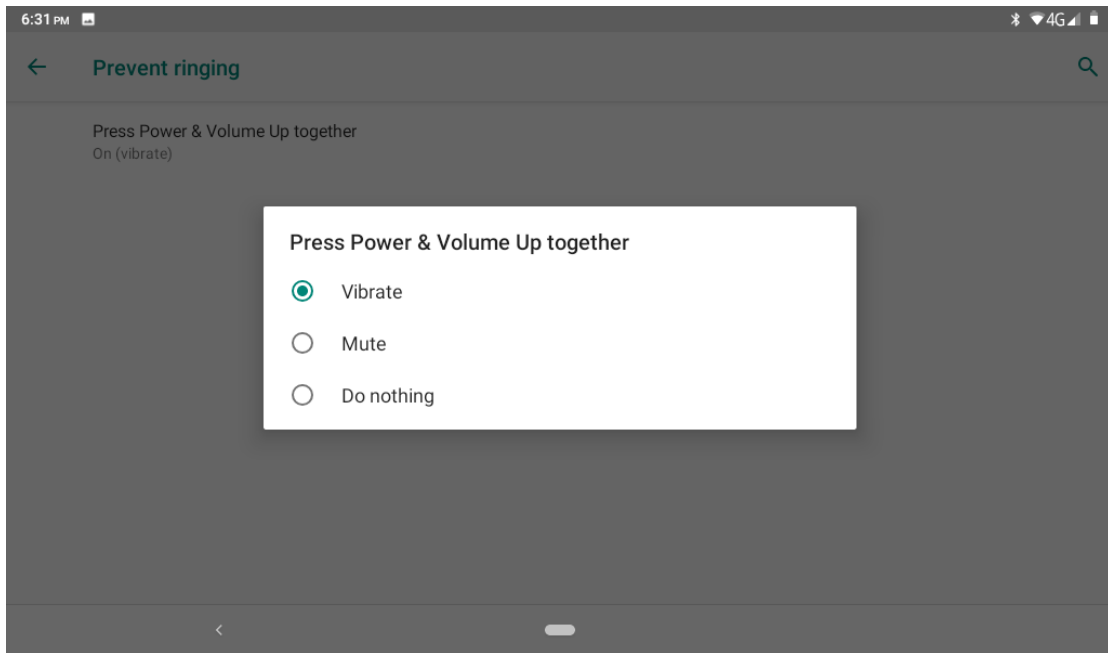 6:31 PM 4G
Prevent ringing
Press Power & Volume Up together
On (vibrate)
Press Power & Volume Up together
Vibrate
Mute
Do nothing